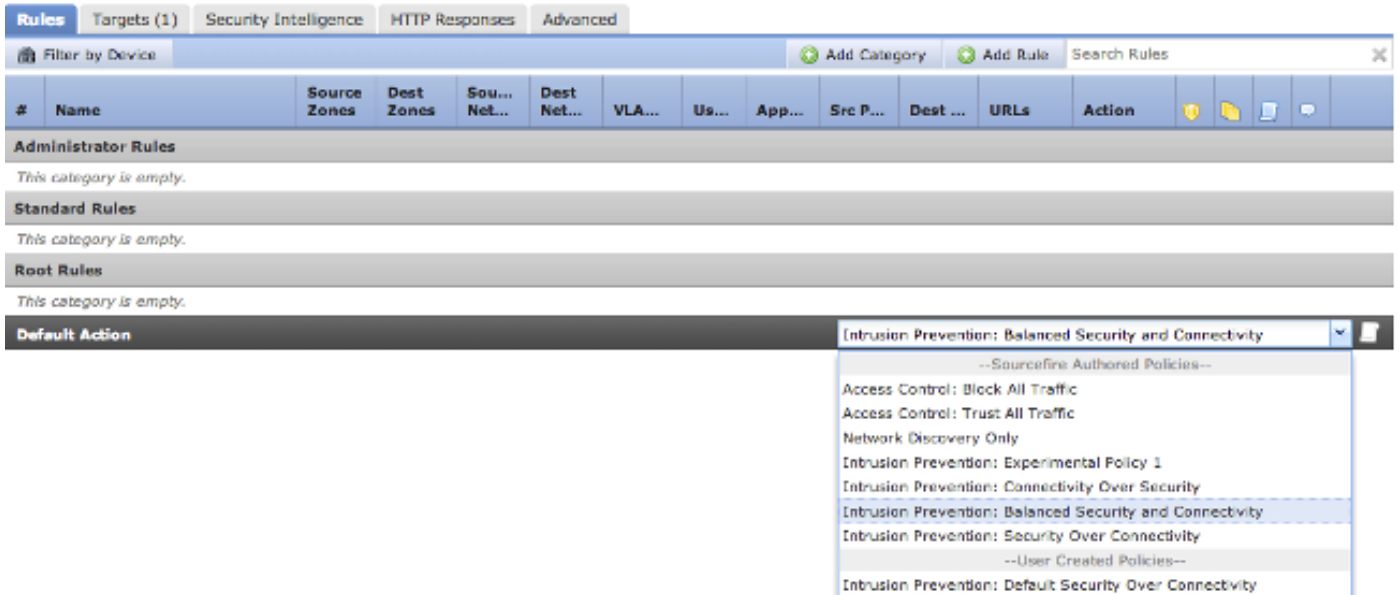 Rules Targets (1) Security Intelligence HTTP Responses Advanced
Filter by Device Add Category Add Rule Search Rules
# Name Source Zones Dest Zones Sou... Net... Dest Net... VLA... Us... App... Src P... Dest ... URLs Action
Administrator Rules
This category is empty.
Standard Rules
This category is empty.
Root Rules
This category is empty.
Default Action Intrusion Prevention: Balanced Security and Connectivity
--Sourcefire Authored Policies--
Access Control: Block All Traffic
Access Control: Trust All Traffic
Network Discovery Only
Intrusion Prevention: Experimental Policy 1
Intrusion Prevention: Connectivity Over Security
Intrusion Prevention: Balanced Security and Connectivity
Intrusion Prevention: Security Over Connectivity
--User Created Policies--
Intrusion Prevention: Default Security Over Connectivity